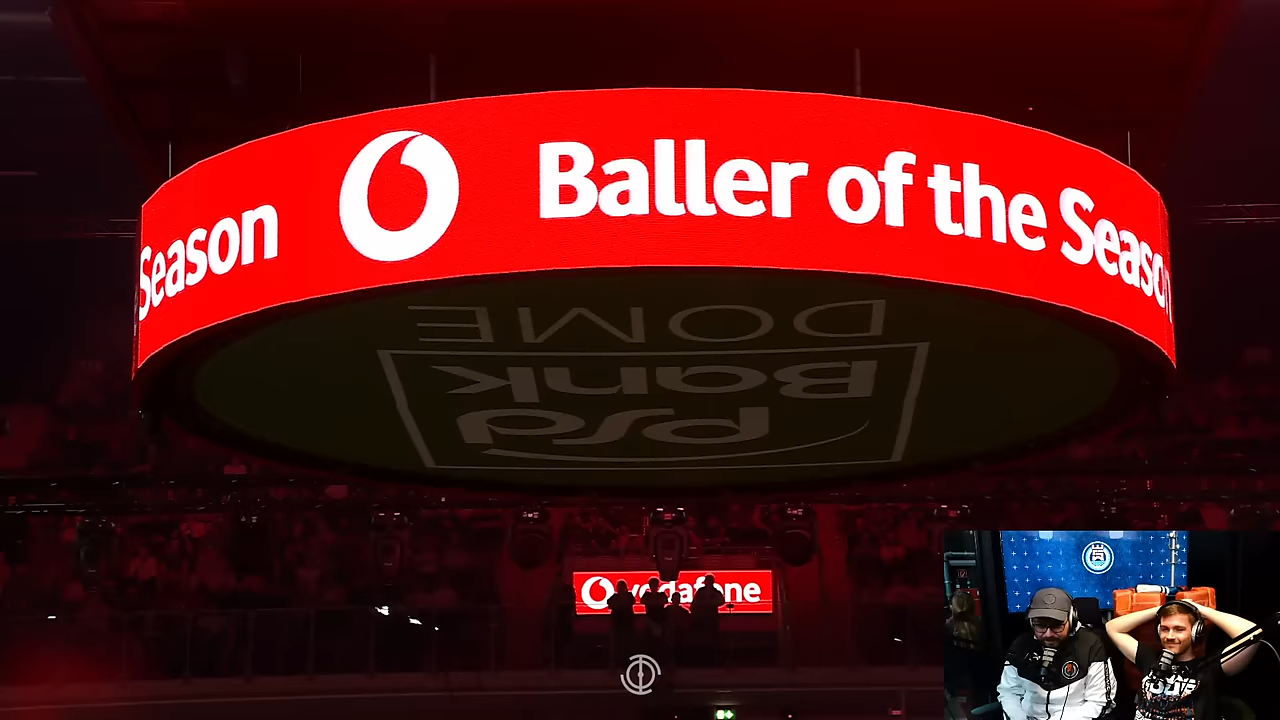 Season Baller of the Season
DOME
Bank
PSD
vodafone